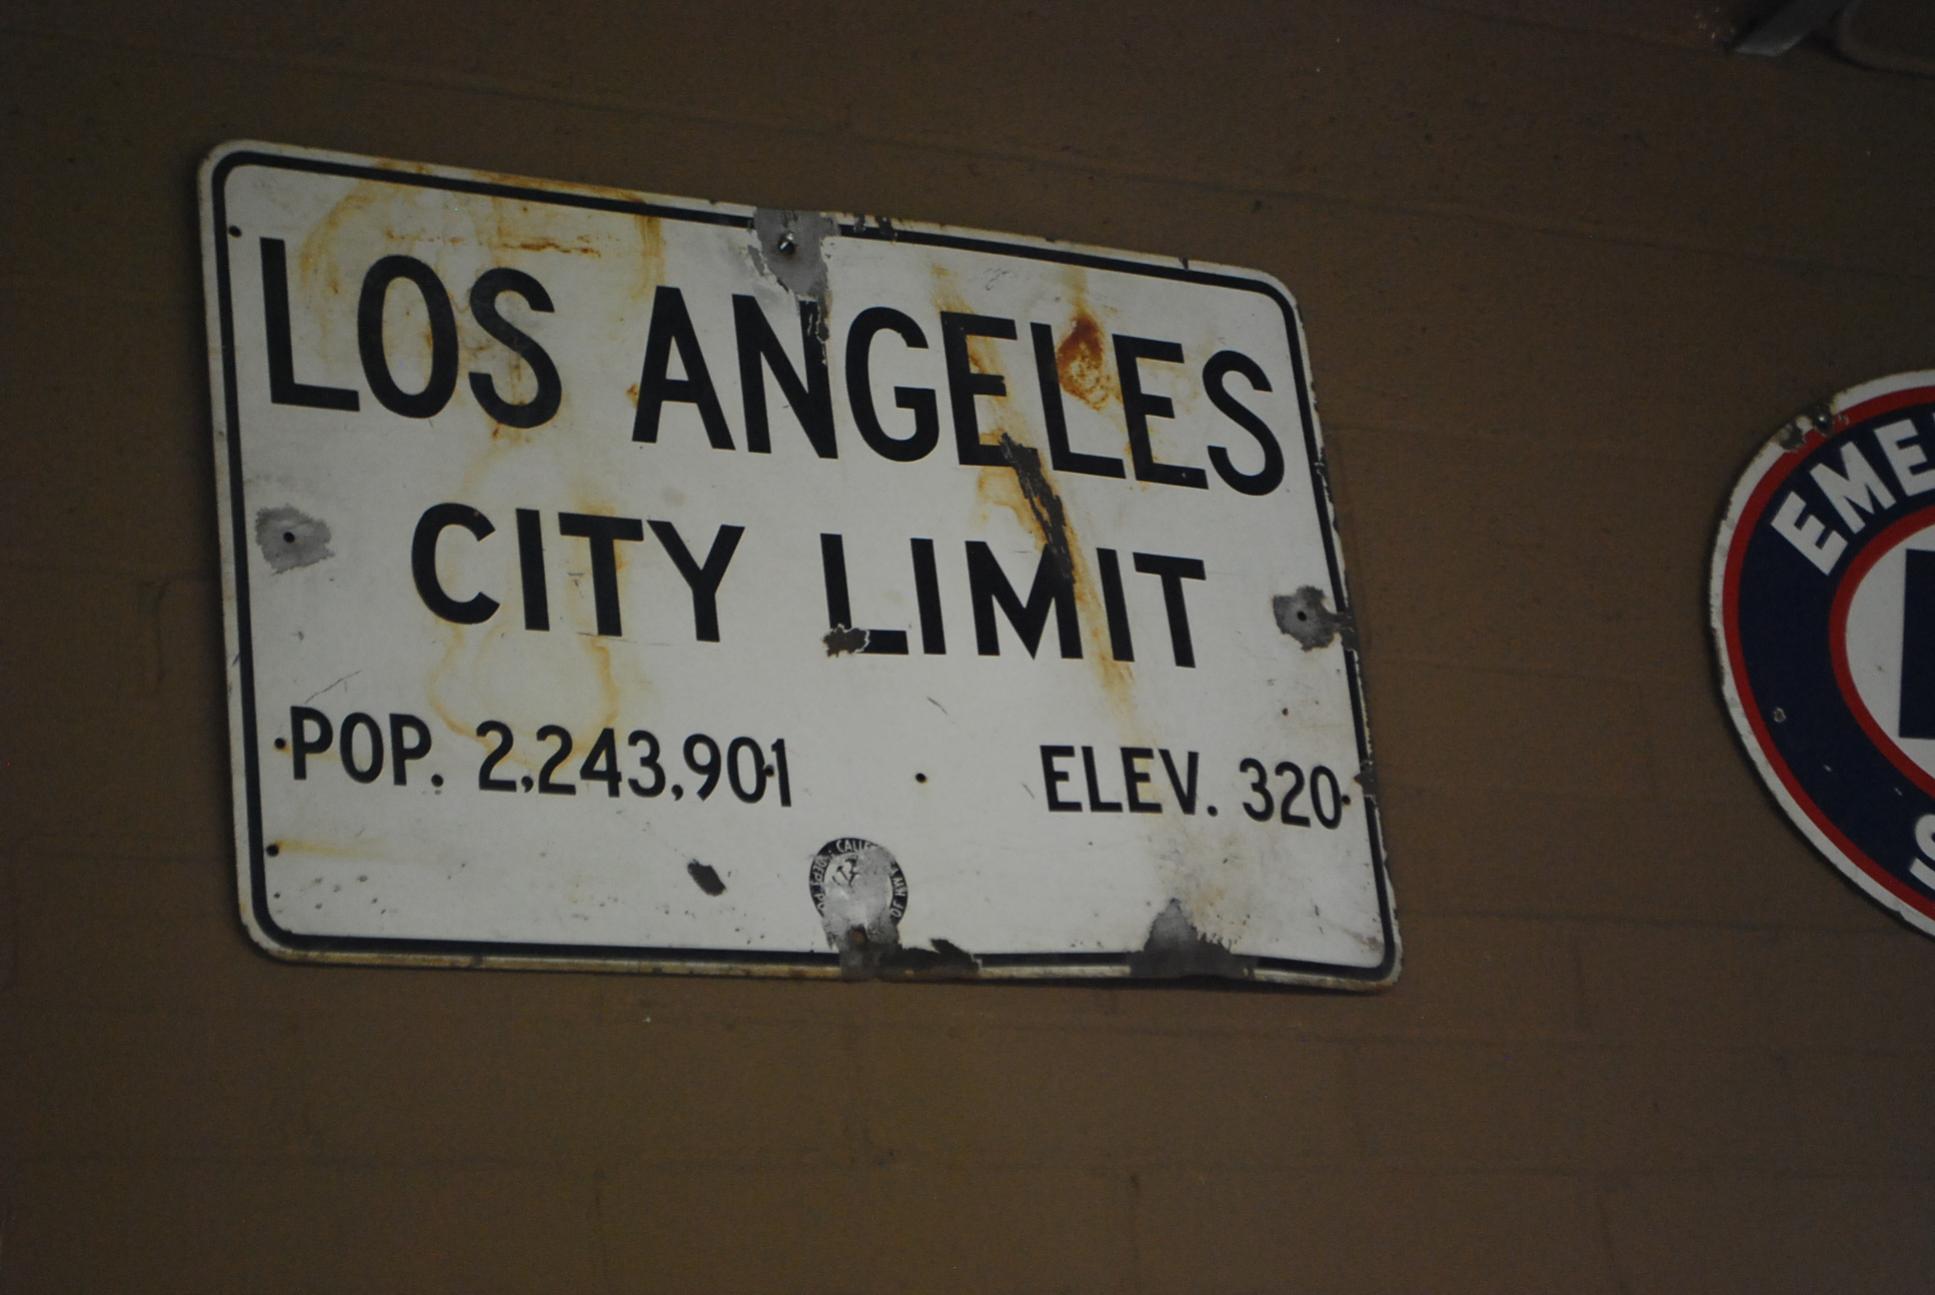 LOS ANGELES
CITY LIMIT
POP. 2,243,901
ELEV. 320